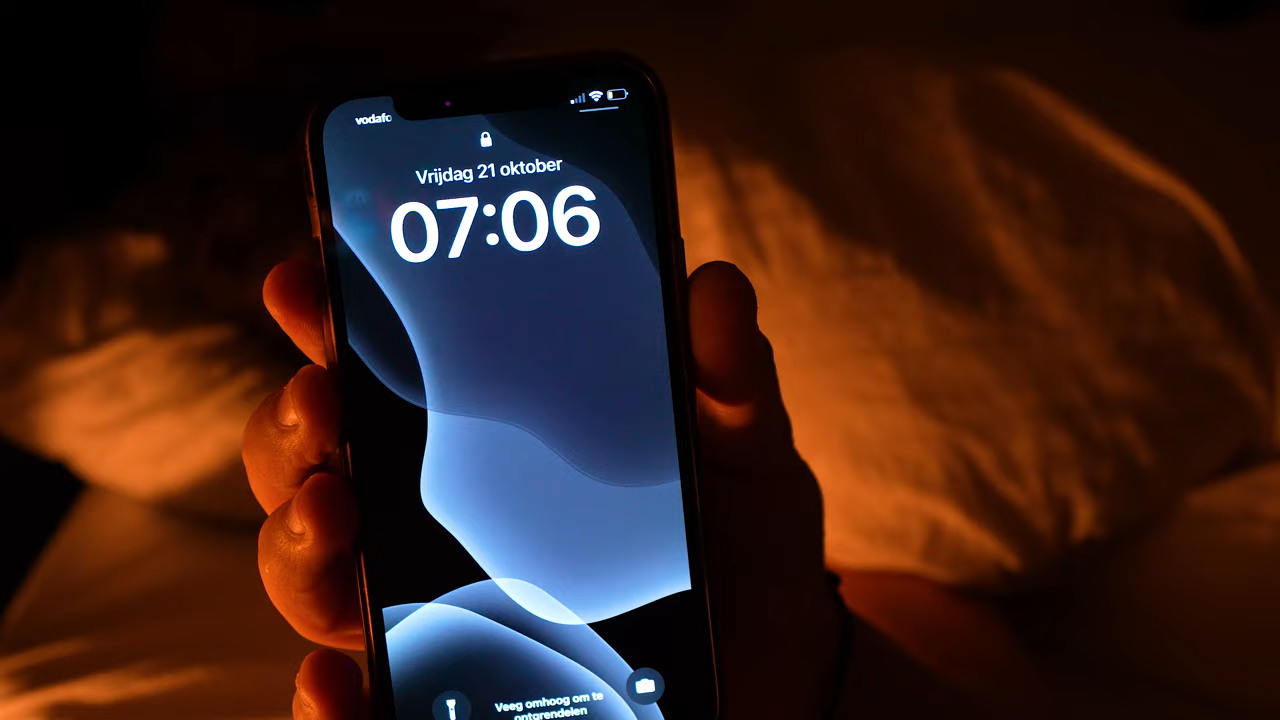 vodafo
Vrijdag 21 oktober
07:06
Veeg omhoog om te
ontgrendelen